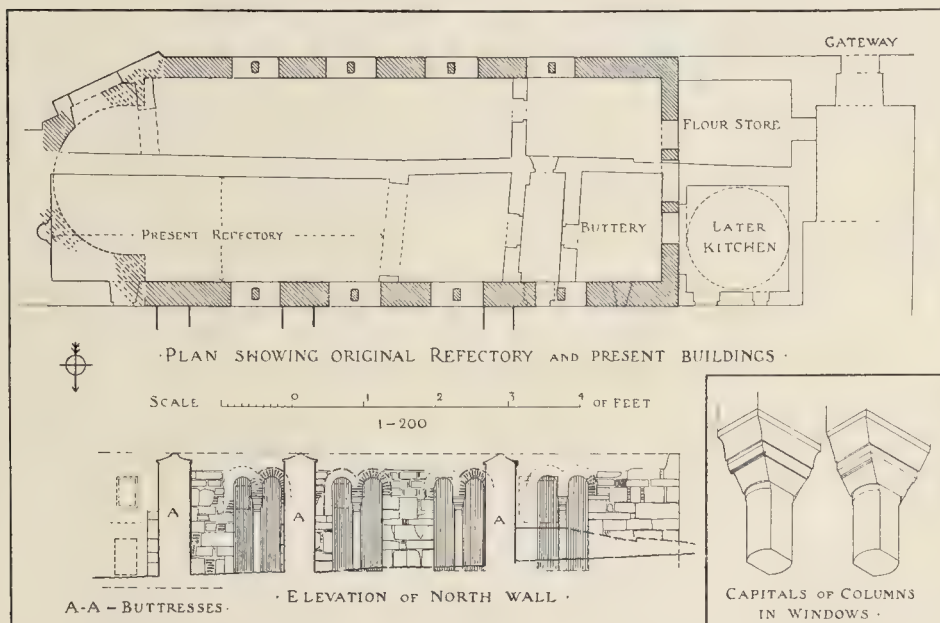 GATEWAY
FLOUR STORE
PRESENT REFECTORY
BUTTERY
LATER
KITCHEN
· PLAN SHOWING ORIGINAL REFECTORY AND PRESENT BUILDINGS ·
SCALE 0 1 2 3 4 OF FEET
1-200
A A A
A-A – BUTTRESSES ·
· ELEVATION OF NORTH WALL ·
CAPITALS OF COLUMNS
IN WINDOWS ·